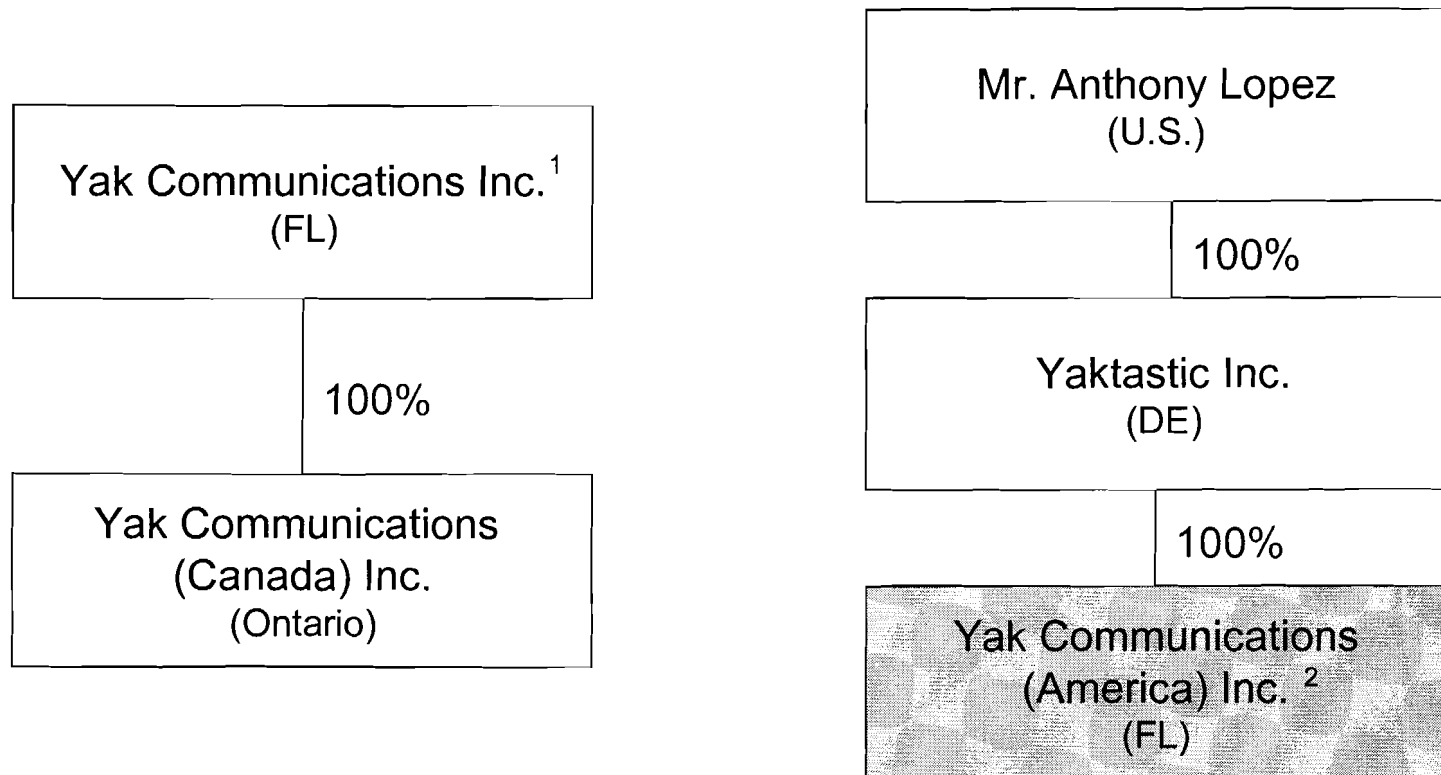 Yak Communications Inc. 1
(FL)
100%
Yak Communications
(Canada) Inc.
(Ontario)
Mr. Anthony Lopez
(U.S.)
100%
Yaktastic Inc.
(DE)
100%
Yak Communications
(America) Inc. 2
(FL)